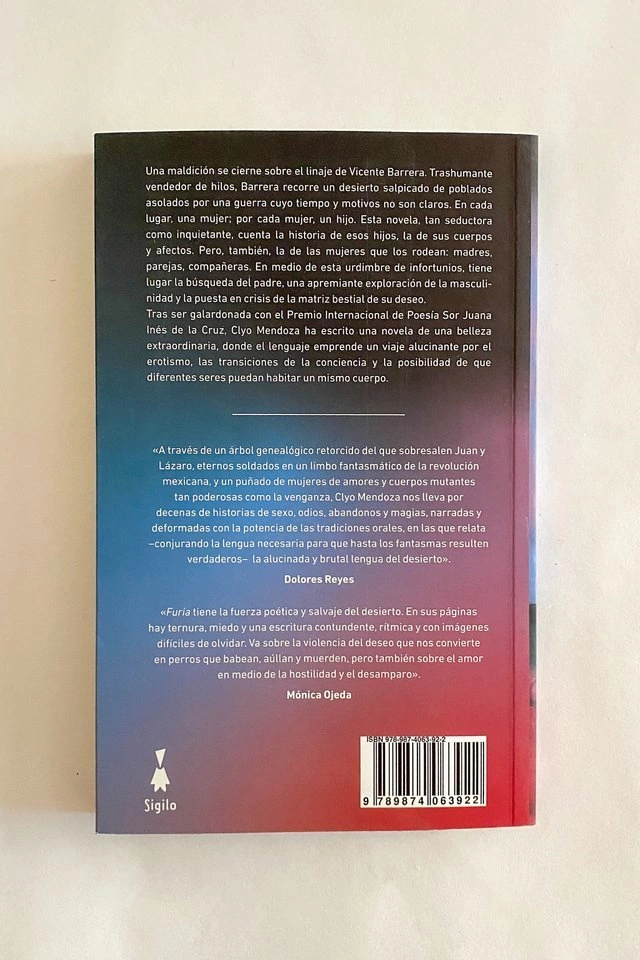 Una maldición se cierne sobre el linaje de Vicente Barrera. Trashumante
vendedor de hilos, Barrera recorre un desierto salpicado de poblados
asolados por una guerra cuyo tiempo y motivos no son claros. En cada
lugar, una mujer; por cada mujer, un hijo. Esta novela, tan seductora
como inquietante, cuenta la historia de esos hijos, la de sus cuerpos
y afectos. Pero, también, la de las mujeres que los rodean: madres,
parejas, compañeras. En medio de esta urdimbre de infortunios, tiene
lugar la búsqueda del padre, una apremiante exploración de la masculi-
nidad y la puesta en crisis de la matriz bestial de su deseo.
Tras ser galardonada con el Premio Internacional de Poesía Sor Juana
Inés de la Cruz, Clyo Mendoza ha escrito una novela de una belleza
extraordinaria, donde el lenguaje emprende un viaje alucinante por el
erotismo, las transiciones de la conciencia y la posibilidad de que
diferentes seres puedan habitar un mismo cuerpo.
«A través de un árbol genealógico retorcido del que sobresalen Juan y
Lázaro, eternos soldados en un limbo fantasmático de la revolución
mexicana, y un puñado de mujeres de amores y cuerpos mutantes
tan poderosas como la venganza, Clyo Mendoza nos lleva por
decenas de historias de sexo, odios, abandonos y magias, narradas y
deformadas con la potencia de las tradiciones orales, en las que relata
–conjurando la lengua necesaria para que hasta los fantasmas resulten
verdaderos– la alucinada y brutal lengua del desierto».
Dolores Reyes
«Furia tiene la fuerza poética y salvaje del desierto. En sus páginas
hay ternura, miedo y una escritura contundente, rítmica y con imágenes
difíciles de olvidar. Va sobre la violencia del deseo que nos convierte
en perros que babean, aúllan y muerden, pero también sobre el amor
en medio de la hostilidad y el desamparo».
Mónica Ojeda
ISBN 978-987-4063-92-2
9 789874 063922
Sigilo